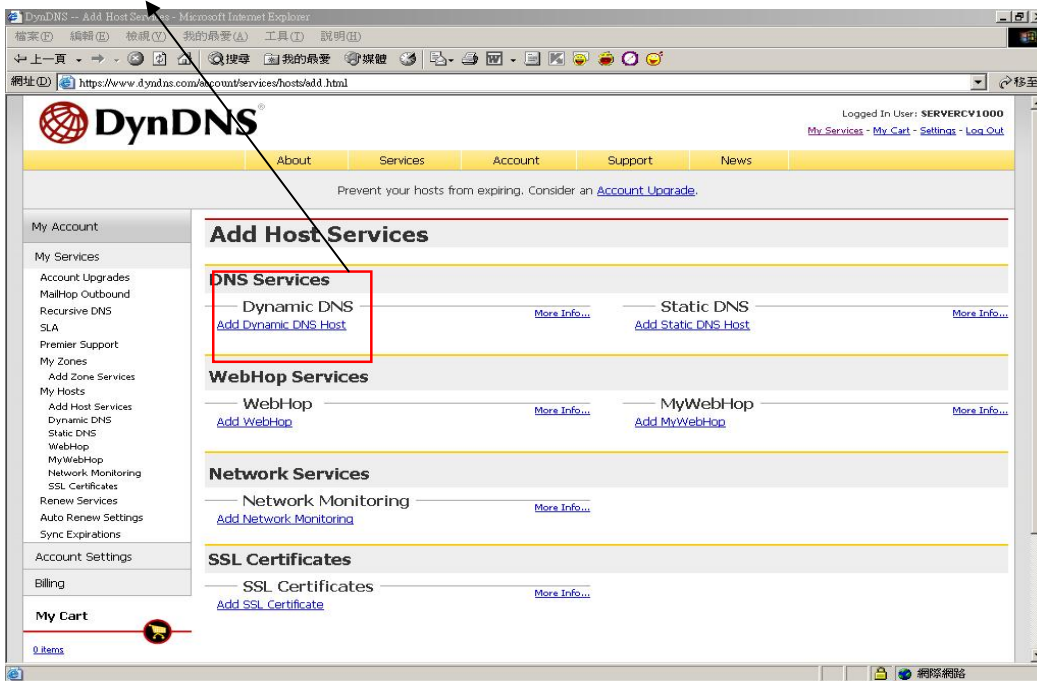 DynDNS -- Add Host Services - Microsoft Internet Explorer
檔案(F) 編輯(E) 檢視(V) 我的最愛(A) 工具(T) 說明(H)
上一頁 搜尋 我的最愛 媒體
網址(D) https://www.dyndns.com/account/services/hosts/add.html 移至
DynDNS
Logged In User: SERVERCV1000
My Services - My Cart - Settings - Log Out
About Services Account Support News
Prevent your hosts from expiring. Consider an Account Upgrade.
My Account
My Services
Account Upgrades
MailHop Outbound
Recursive DNS
SLA
Premier Support
My Zones
Add Zone Services
My Hosts
Add Host Services
Dynamic DNS
Static DNS
WebHop
MyWebHop
Network Monitoring
SSL Certificates
Renew Services
Auto Renew Settings
Sync Expirations
Account Settings
Billing
My Cart
0 items
Add Host Services
DNS Services
Dynamic DNS More Info...
Add Dynamic DNS Host
Static DNS More Info...
Add Static DNS Host
WebHop Services
WebHop More Info...
Add WebHop
MyWebHop More Info...
Add MyWebHop
Network Services
Network Monitoring More Info...
Add Network Monitoring
SSL Certificates
SSL Certificates More Info...
Add SSL Certificate
網際網路